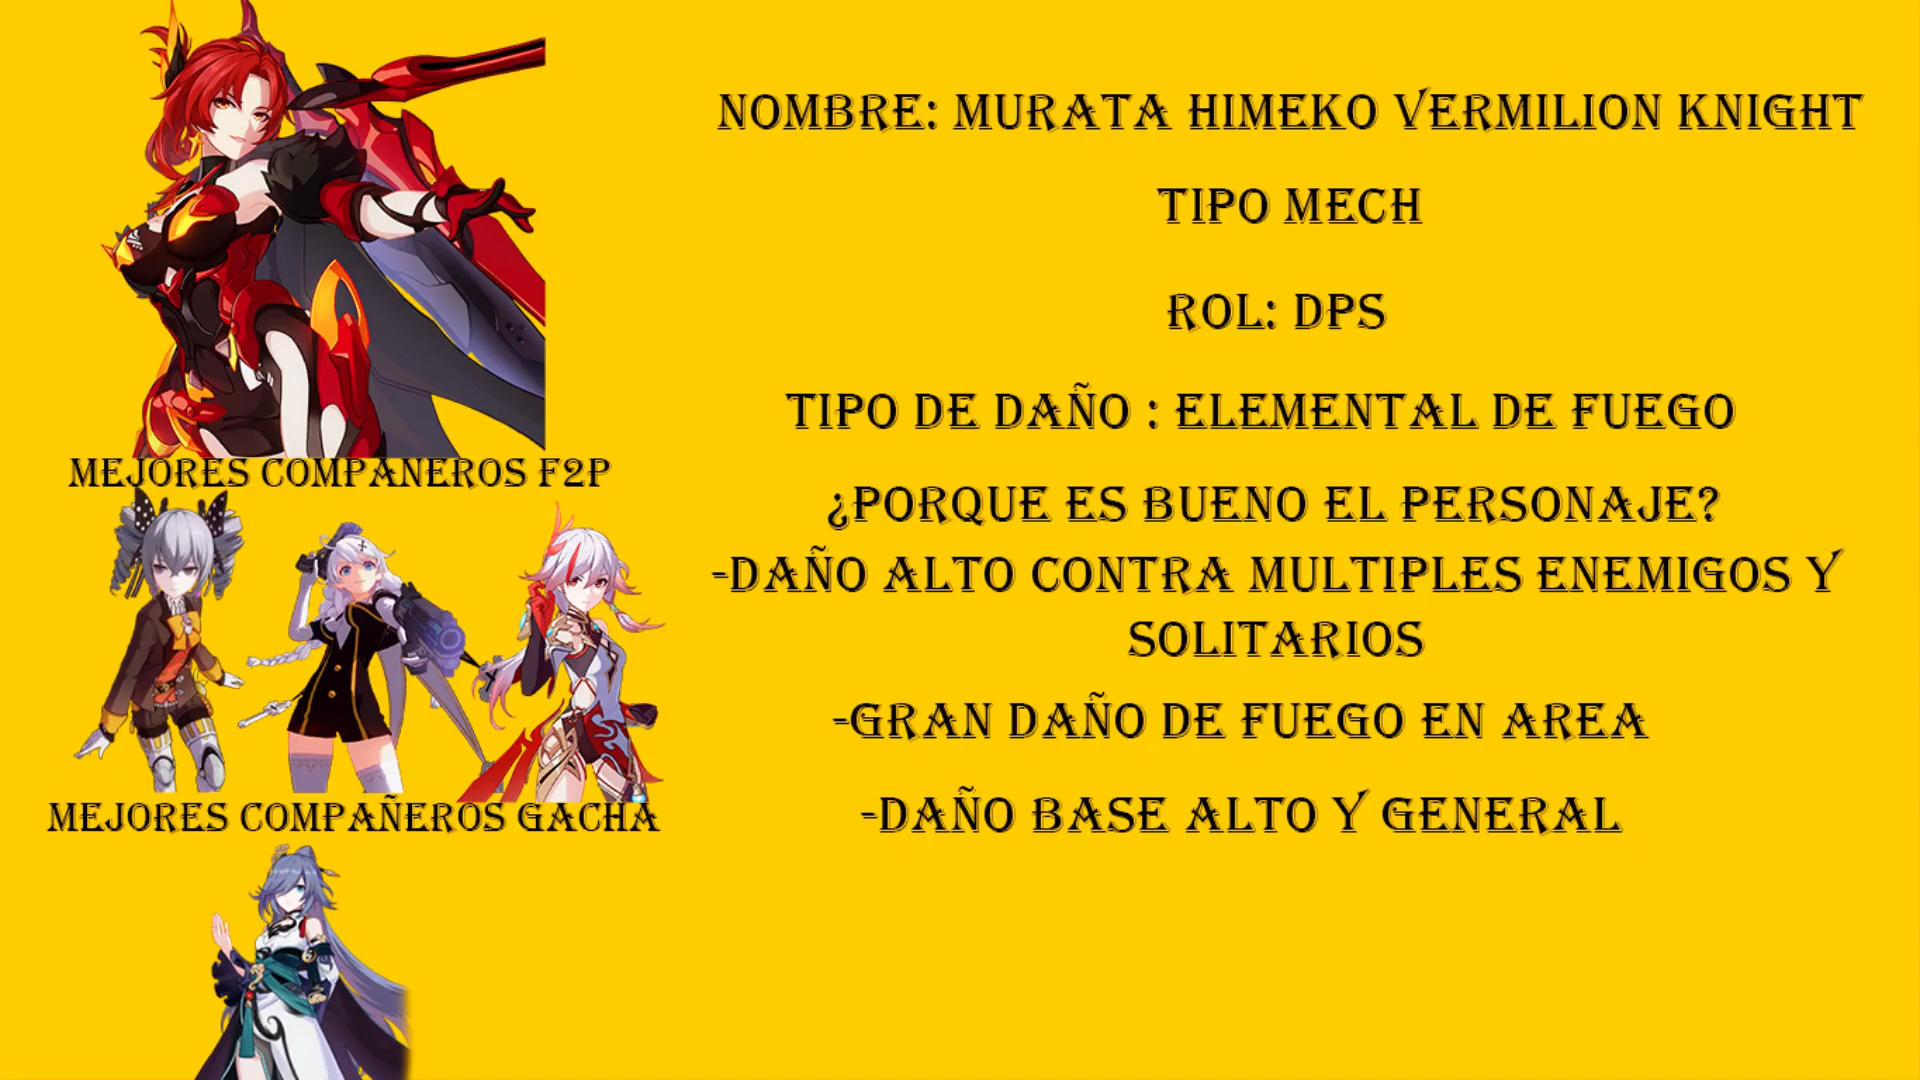 NOMBRE: MURATA HIMEKO VERMILION KNIGHT
TIPO MECH
ROL: DPS
TIPO DE DAÑO : ELEMENTAL DE FUEGO
¿PORQUE ES BUENO EL PERSONAJE?
-DAÑO ALTO CONTRA MULTIPLES ENEMIGOS Y
SOLITARIOS
-GRAN DAÑO DE FUEGO EN AREA
-DAÑO BASE ALTO Y GENERAL
MEJORES COMPAÑEROS F2P
MEJORES COMPAÑEROS GACHA